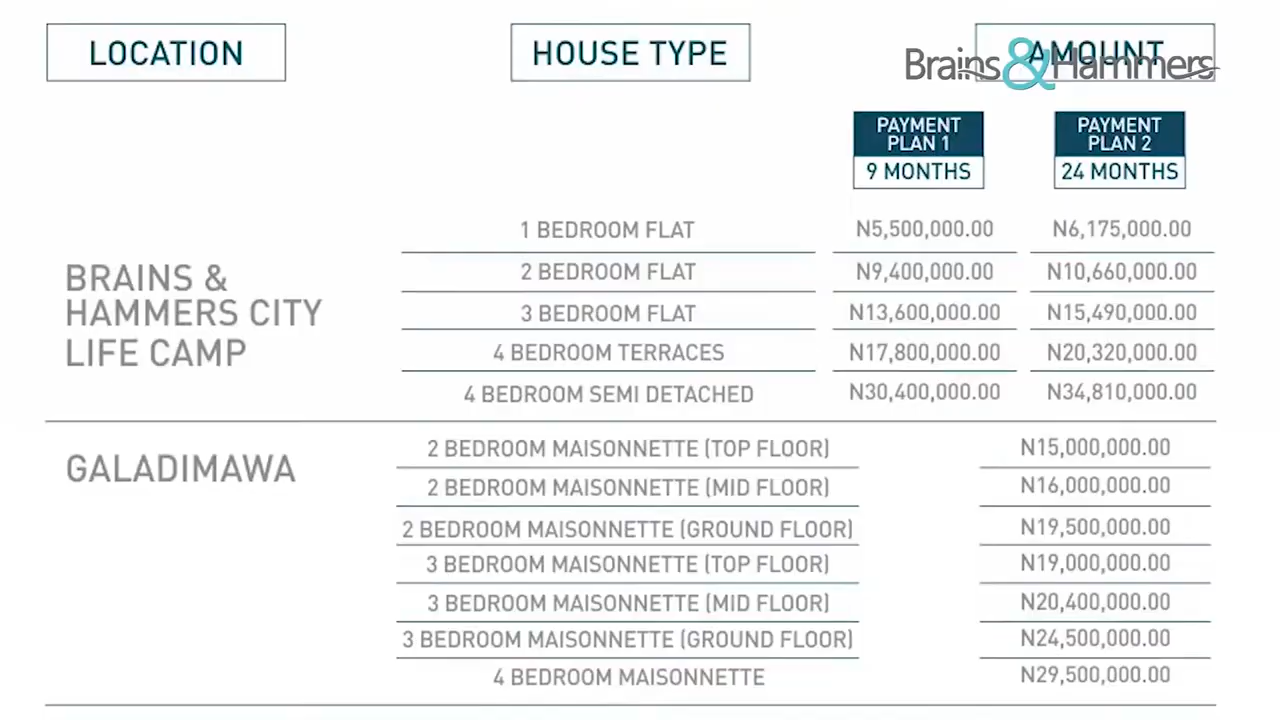 LOCATION
HOUSE TYPE
AMOUNT
Brains & Hammers
PAYMENT
PLAN 1
9 MONTHS
PAYMENT
PLAN 2
24 MONTHS
BRAINS &
HAMMERS CITY
LIFE CAMP
1 BEDROOM FLAT N5,500,000.00 N6,175,000.00
2 BEDROOM FLAT N9,400,000.00 N10,660,000.00
3 BEDROOM FLAT N13,600,000.00 N15,490,000.00
4 BEDROOM TERRACES N17,800,000.00 N20,320,000.00
4 BEDROOM SEMI DETACHED N30,400,000.00 N34,810,000.00
GALADIMAWA
2 BEDROOM MAISONNETTE (TOP FLOOR) N15,000,000.00
2 BEDROOM MAISONNETTE (MID FLOOR) N16,000,000.00
2 BEDROOM MAISONNETTE (GROUND FLOOR) N19,500,000.00
3 BEDROOM MAISONNETTE (TOP FLOOR) N19,000,000.00
3 BEDROOM MAISONNETTE (MID FLOOR) N20,400,000.00
3 BEDROOM MAISONNETTE (GROUND FLOOR) N24,500,000.00
4 BEDROOM MAISONNETTE N29,500,000.00